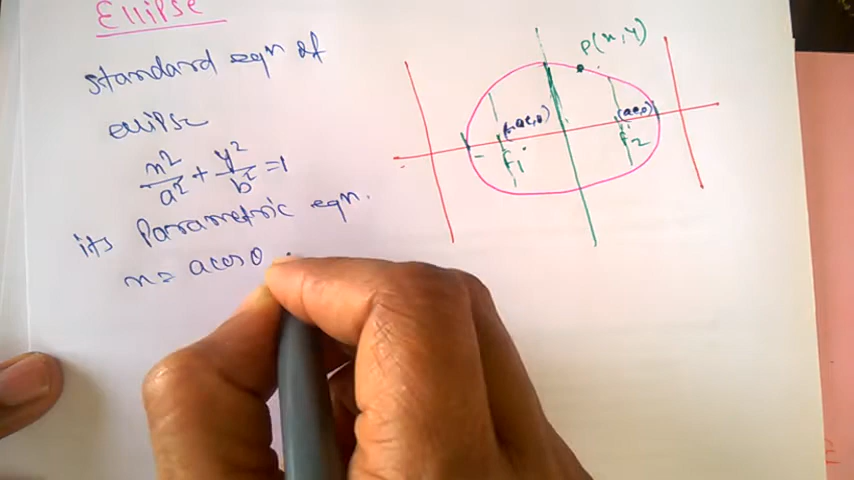 Ellipse
standard eqn of
ellipse
x²/a² + y²/b² = 1
its Parametric eqn.
x = a cosθ
P(x,y)
(-ae,0)
(ae,0)
F1
F2